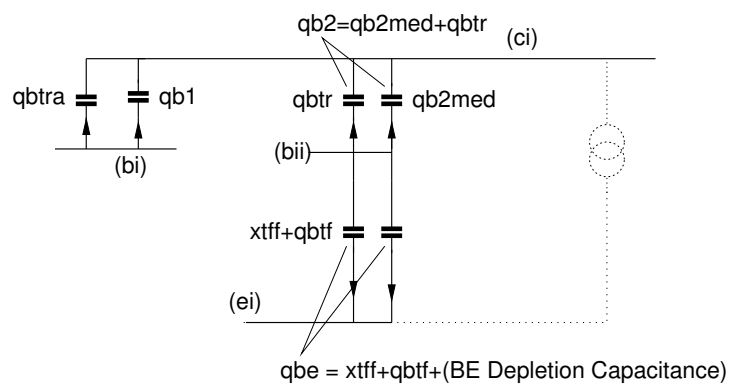 qb2=qb2med+qbtr
(ci)
qbtra
qb1
qbtr
qb2med
(bi)
(bii)
xtff+qbtf
(ei)
qbe = xtff+qbtf+(BE Depletion Capacitance)